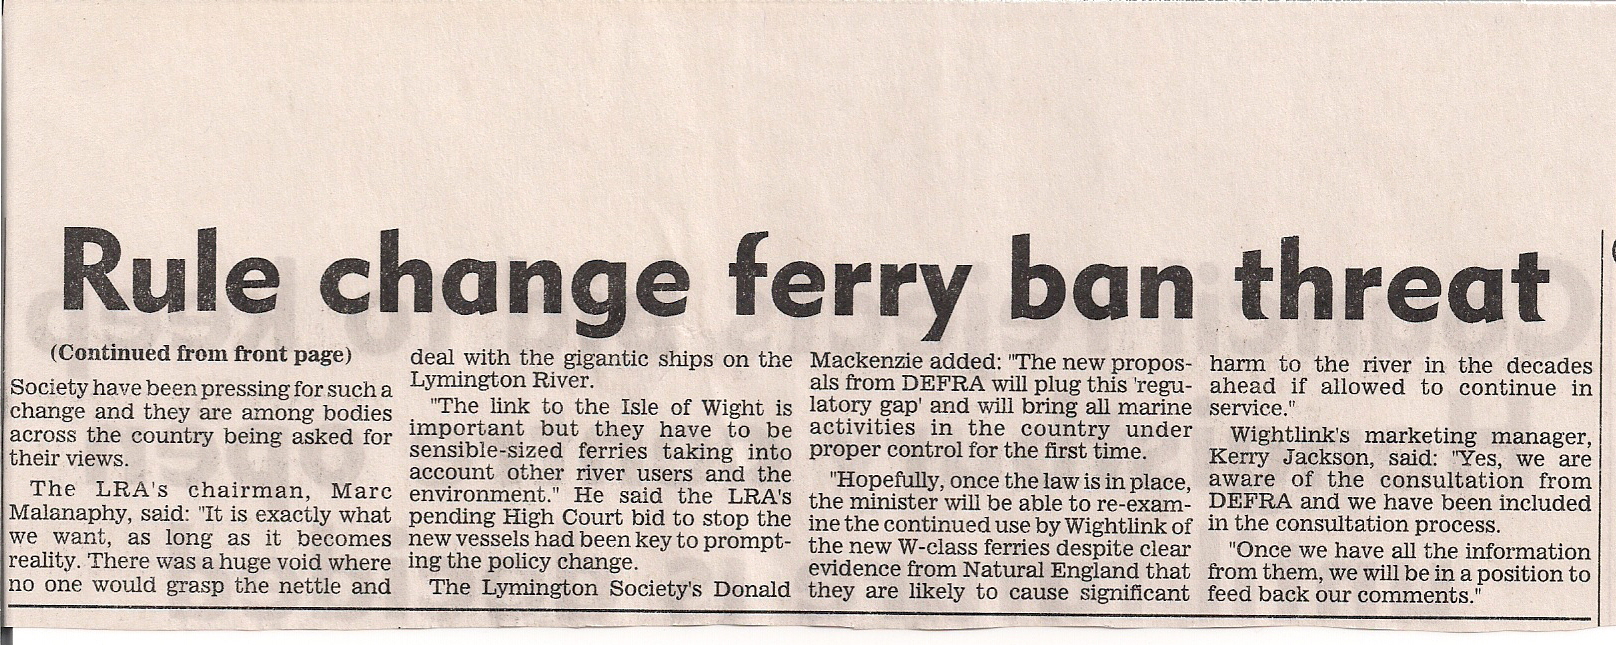 Rule change ferry ban threat
(Continued from front page)
Society have been pressing for such a
change and they are among bodies
across the country being asked for
their views.
The LRA's chairman, Marc
Malanaphy, said: "It is exactly what
we want, as long as it becomes
reality. There was a huge void where
no one would grasp the nettle and
deal with the gigantic ships on the
Lymington River.
"The link to the Isle of Wight is
important but they have to be
sensible-sized ferries taking into
account other river users and the
environment." He said the LRA's
pending High Court bid to stop the
new vessels had been key to prompt-
ing the policy change.
The Lymington Society's Donald
Mackenzie added: "The new propos-
als from DEFRA will plug this 'regu-
latory gap' and will bring all marine
activities in the country under
proper control for the first time.
"Hopefully, once the law is in place,
the minister will be able to re-exam-
ine the continued use by Wightlink of
the new W-class ferries despite clear
evidence from Natural England that
they are likely to cause significant
harm to the river in the decades
ahead if allowed to continue in
service."
Wightlink's marketing manager,
Kerry Jackson, said: "Yes, we are
aware of the consultation from
DEFRA and we have been included
in the consultation process.
"Once we have all the information
from them, we will be in a position to
feed back our comments."